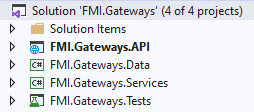 Solution 'FMI.Gateways' (4 of 4 projects)
Solution Items
FMI.Gateways.API
C# FMI.Gateways.Data
C# FMI.Gateways.Services
FMI.Gateways.Tests